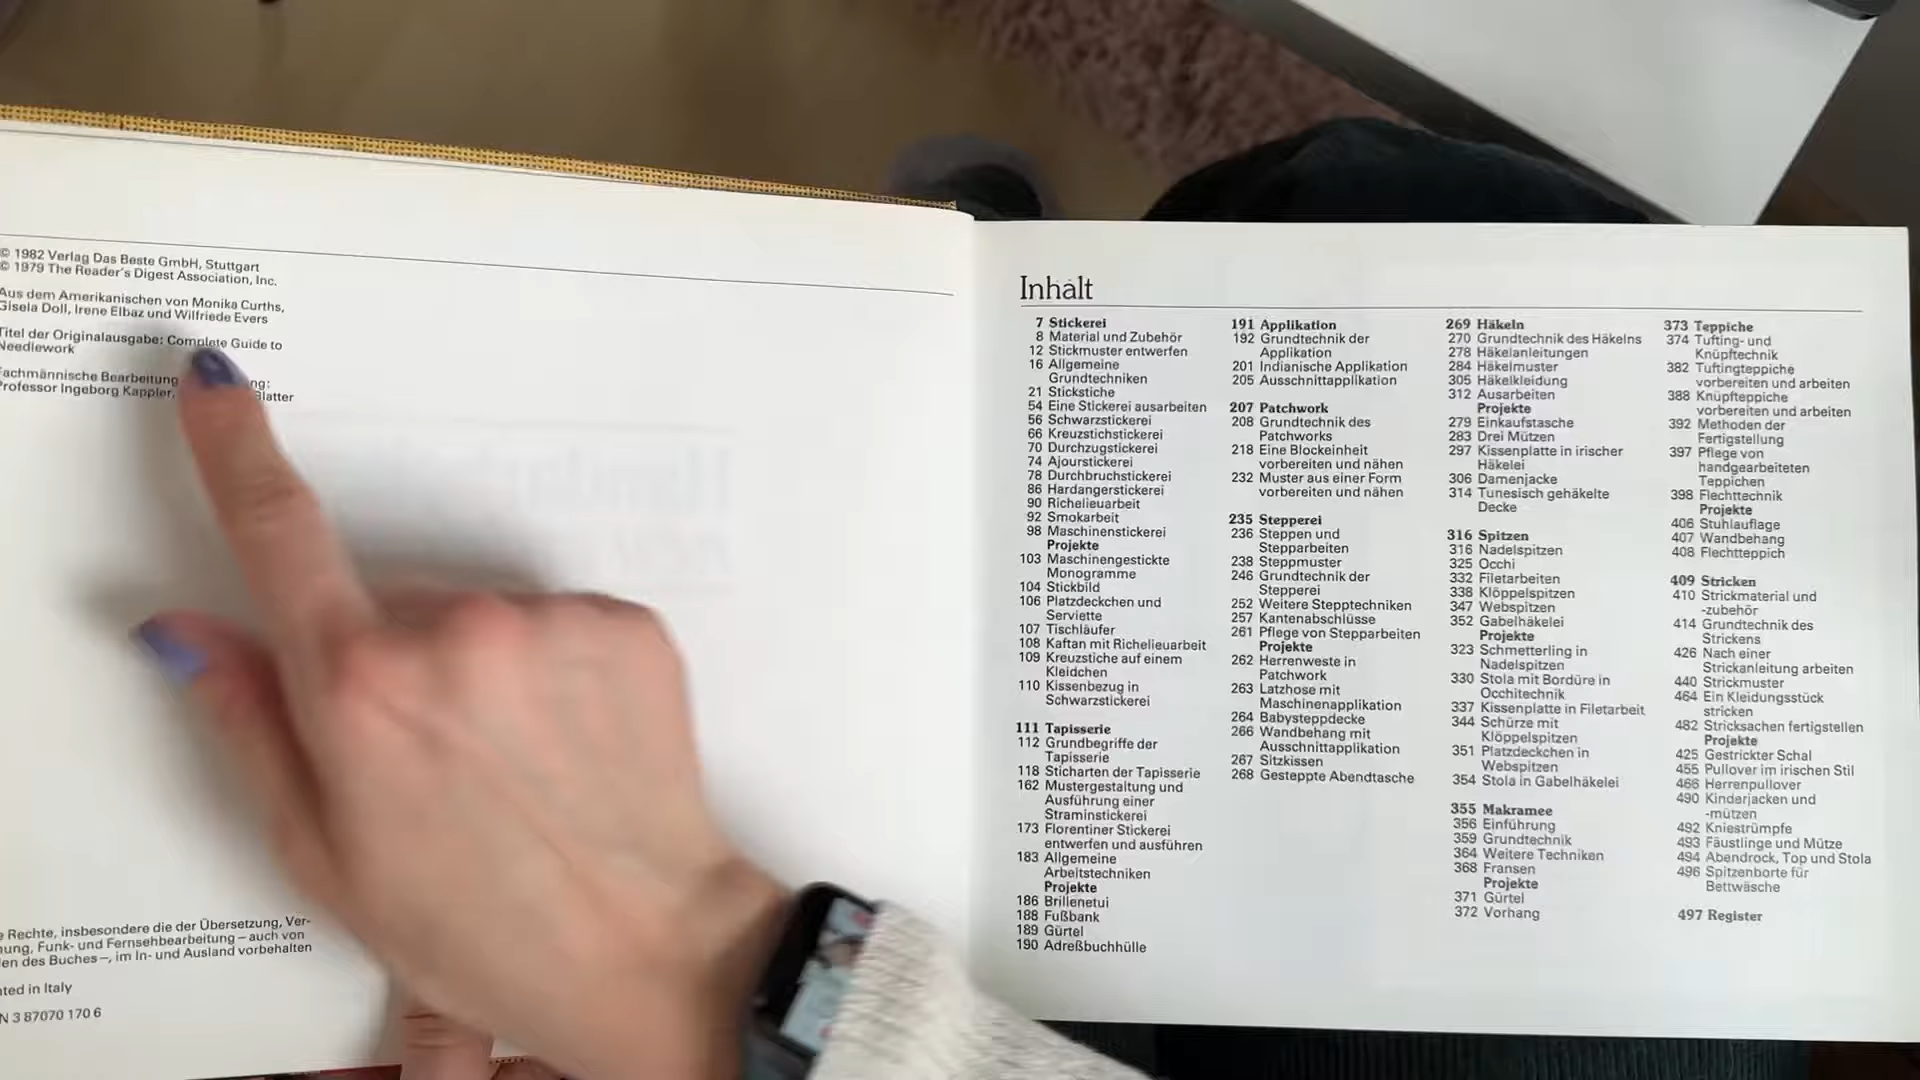 © 1982 Verlag Das Beste GmbH, Stuttgart
© 1979 The Reader's Digest Association, Inc.
Aus dem Amerikanischen von Monika Curths,
Gisela Doll, Irene Elbaz und Wilfriede Evers
Titel der Originalausgabe: Complete Guide to
Needlework
Fachmännische Bearbeitung
Professor Ingeborg Kappler,
Rechte, insbesondere die der Übersetzung, Ver-
Funk- und Fernsehbearbeitung – auch von
des Buches –, im In- und Ausland vorbehalten
in Italy
3 87070 170 6
Inhalt
7 Stickerei
8 Material und Zubehör
12 Stickmuster entwerfen
16 Allgemeine
Grundtechniken
21 Stickstiche
54 Eine Stickerei ausarbeiten
56 Schwarzstickerei
66 Kreuzstichstickerei
70 Durchzugstickerei
74 Ajourstickerei
78 Durchbruchstickerei
86 Hardangerstickerei
90 Richelieuarbeit
92 Smokarbeit
98 Maschinenstickerei
Projekte
103 Maschinengestickte
Monogramme
104 Stickbild
106 Platzdeckchen und
Serviette
107 Tischläufer
108 Kaftan mit Richelieuarbeit
109 Kreuzstiche auf einem
Kleidchen
110 Kissenbezug in
Schwarzstickerei
111 Tapisserie
112 Grundbegriffe der
Tapisserie
118 Sticharten der Tapisserie
162 Mustergestaltung und
Ausführung einer
Straminstickerei
173 Florentiner Stickerei
entwerfen und ausführen
183 Allgemeine
Arbeitstechniken
Projekte
186 Brillenetui
188 Fußbank
189 Gürtel
190 Adreßbuchhülle
191 Applikation
192 Grundtechnik der
Applikation
201 Indianische Applikation
205 Ausschnittapplikation
207 Patchwork
208 Grundtechnik des
Patchworks
218 Eine Blockeinheit
vorbereiten und nähen
232 Muster aus einer Form
vorbereiten und nähen
235 Stepperei
236 Steppen und
Stepparbeiten
238 Steppmuster
246 Grundtechnik der
Stepperei
252 Weitere Stepptechniken
257 Kantenabschlüsse
261 Pflege von Stepparbeiten
Projekte
262 Herrenweste in
Patchwork
263 Latzhose mit
Maschinenapplikation
264 Babysteppdecke
266 Wandbehang mit
Ausschnittapplikation
267 Sitzkissen
268 Gesteppte Abendtasche
269 Häkeln
270 Grundtechnik des Häkelns
278 Häkelanleitungen
284 Häkelmuster
305 Häkelkleidung
312 Ausarbeiten
Projekte
279 Einkaufstasche
283 Drei Mützen
297 Kissenplatte in irischer
Häkelei
306 Damenjacke
314 Tunesisch gehäkelte
Decke
316 Spitzen
316 Nadelspitzen
325 Occhi
332 Filetarbeiten
338 Klöppelspitzen
347 Webspitzen
352 Gabelhäkelei
Projekte
323 Schmetterling in
Nadelspitzen
330 Stola mit Bordüre in
Occhitechnik
337 Kissenplatte in Filetarbeit
344 Schürze mit
Klöppelspitzen
351 Platzdeckchen in
Webspitzen
354 Stola in Gabelhäkelei
355 Makramee
356 Einführung
359 Grundtechnik
364 Weitere Techniken
368 Fransen
Projekte
371 Gürtel
372 Vorhang
373 Teppiche
374 Tufting- und
Knüpftechnik
382 Tuftingteppiche
vorbereiten und arbeiten
388 Knüpfteppiche
vorbereiten und arbeiten
392 Methoden der
Fertigstellung
397 Pflege von
handgearbeiteten
Teppichen
398 Flechttechnik
Projekte
406 Stuhlauflage
407 Wandbehang
408 Flechtteppich
409 Stricken
410 Strickmaterial und
-zubehör
414 Grundtechnik des
Strickens
426 Nach einer
Strickanleitung arbeiten
440 Strickmuster
464 Ein Kleidungsstück
stricken
482 Stricksachen fertigstellen
Projekte
425 Gestrickter Schal
455 Pullover im irischen Stil
466 Herrenpullover
490 Kinderjacken und
-mützen
492 Kniestrümpfe
493 Fäustlinge und Mütze
494 Abendrock, Top und Stola
496 Spitzenborte für
Bettwäsche
497 Register